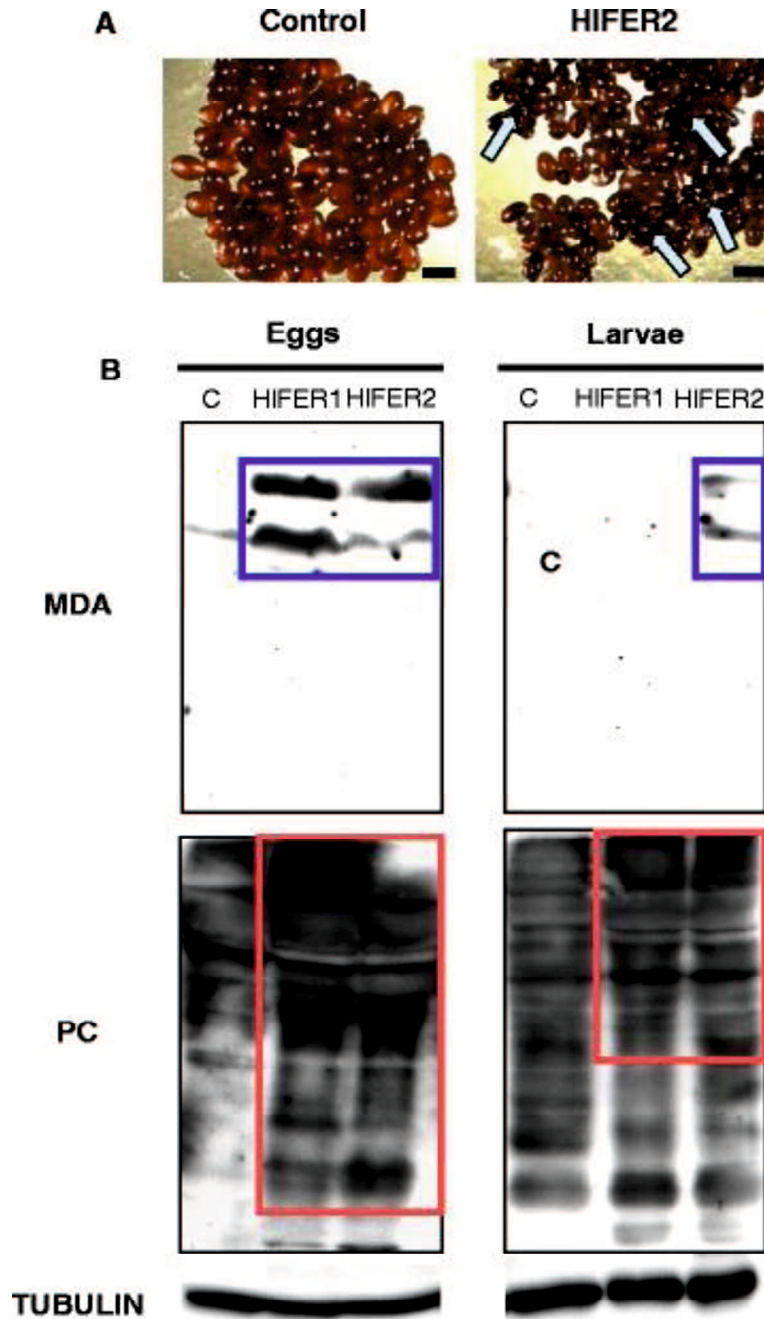 A Control HIFER2
Eggs Larvae
B
C HIFER1 HIFER2 C HIFER1 HIFER2
C
MDA
PC
TUBULIN